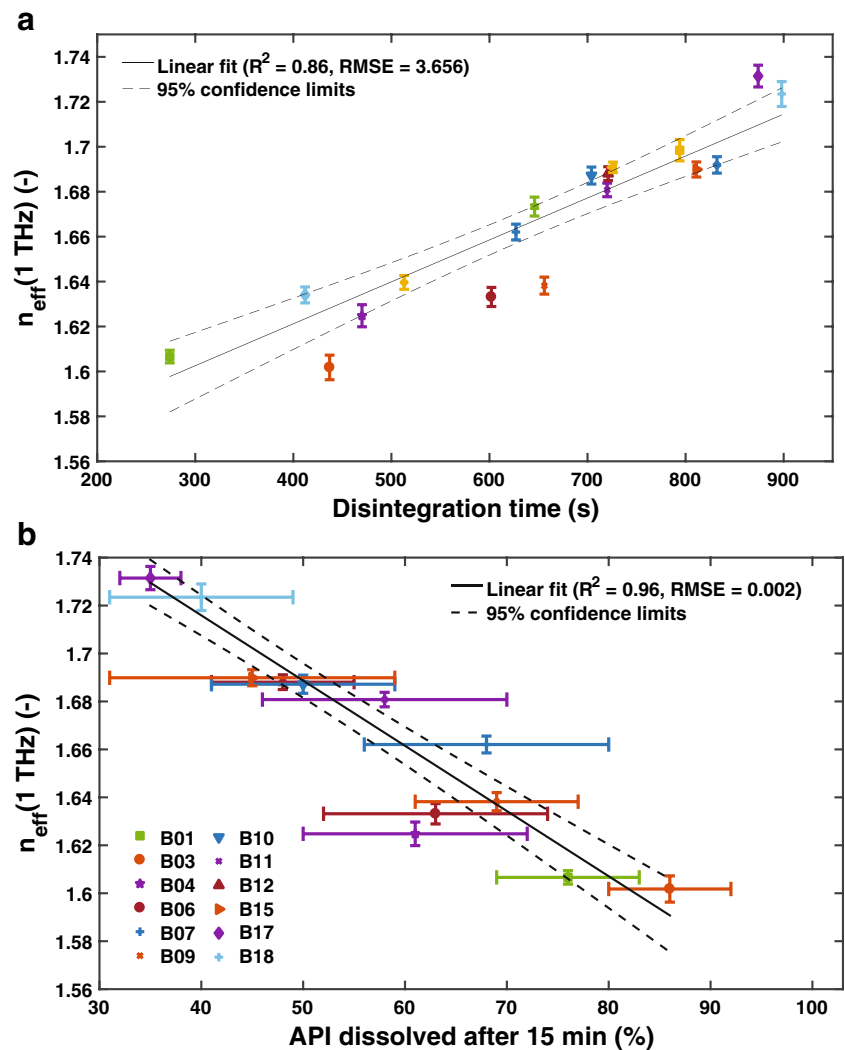 a
1.74
1.72
1.7
1.68
1.66
1.64
1.62
1.6
1.58
1.56
n_eff(1 THz) (-)
Linear fit (R² = 0.86, RMSE = 3.656)
95% confidence limits
200 300 400 500 600 700 800 900
Disintegration time (s)
b
1.74
1.72
1.7
1.68
1.66
1.64
1.62
1.6
1.58
1.56
n_eff(1 THz) (-)
Linear fit (R² = 0.96, RMSE = 0.002)
95% confidence limits
B01 B10
B03 B11
B04 B12
B06 B15
B07 B17
B09 B18
30 40 50 60 70 80 90 100
API dissolved after 15 min (%)